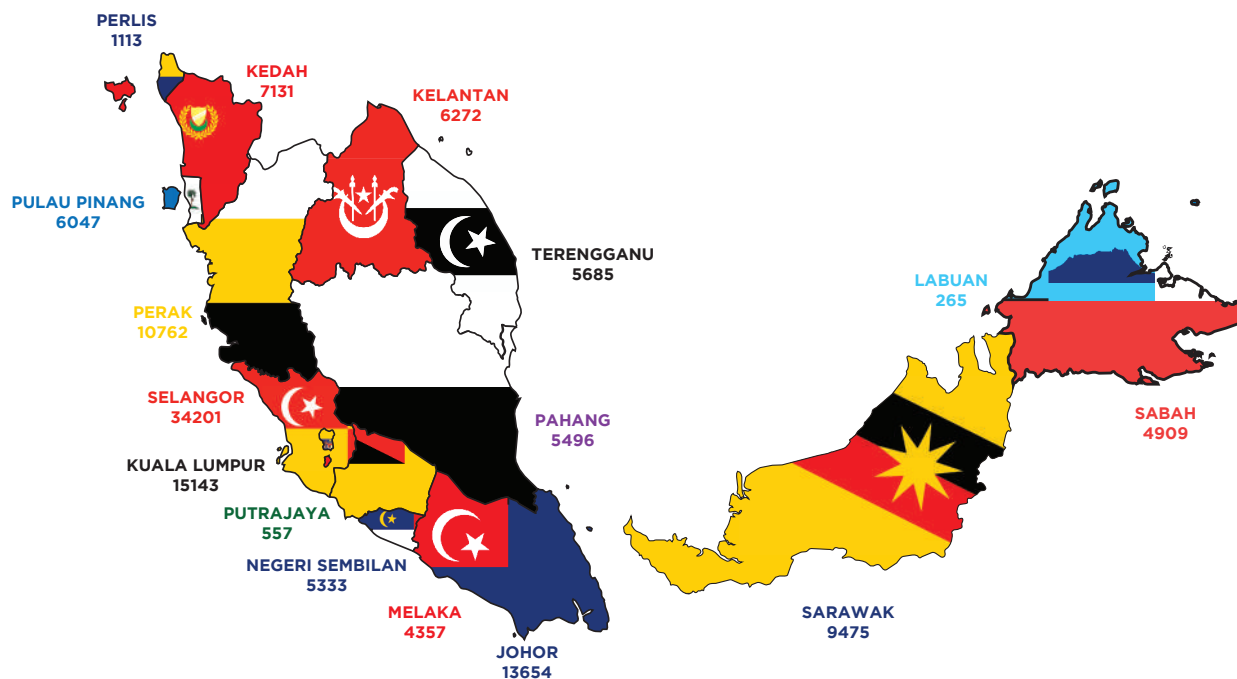 PERLIS
1113
KEDAH
7131
KELANTAN
6272
PULAU PINANG
6047
TERENGGANU
5685
PERAK
10762
SELANGOR
34201
PAHANG
5496
KUALA LUMPUR
15143
PUTRAJAYA
557
NEGERI SEMBILAN
5333
MELAKA
4357
JOHOR
13654
LABUAN
265
SABAH
4909
SARAWAK
9475